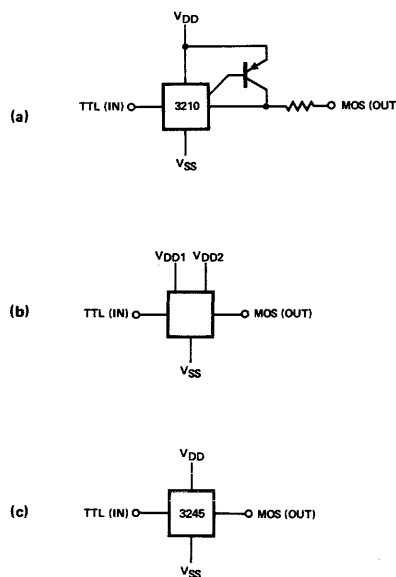 VDD
(a)
TTL (IN)
3210
MOS (OUT
VSS
VDD1 VDD2
(b)
TTL (IN)
MOS (OUT)
VSS
VDD
(c)
TTL (IN)
3245
MOS (OUT)
VSS